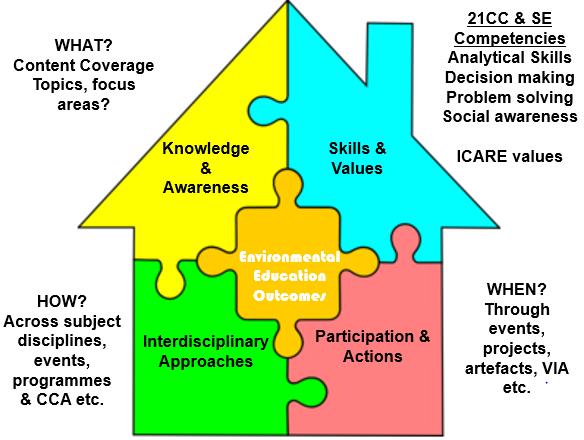 WHAT?
Content Coverage
Topics, focus
areas?
21CC & SE
Competencies
Analytical Skills
Decision making
Problem solving
Social awareness
ICARE values
Knowledge
&
Awareness
Skills &
Values
Environmental
Education
Outcomes
HOW?
Across subject
disciplines,
events,
programmes
& CCA etc.
Interdisciplinary
Approaches
Participation &
Actions
WHEN?
Through
events,
projects,
artefacts, VIA
etc.